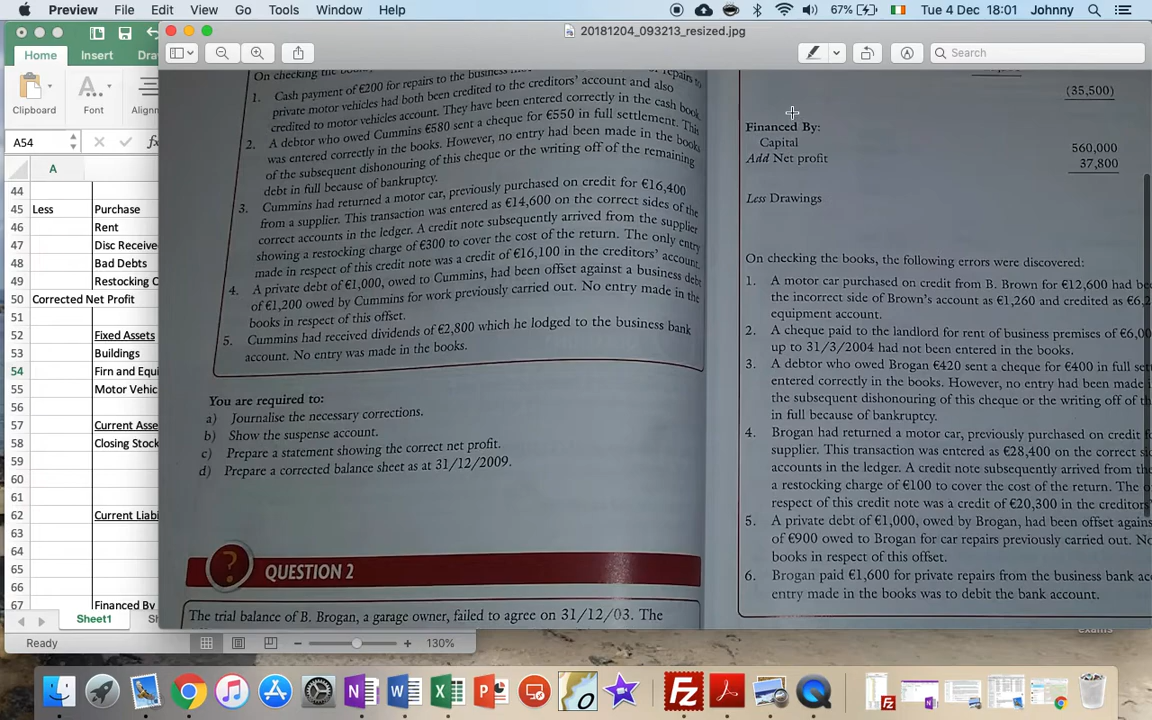 Preview File Edit View Go Tools Window Help 67% Tue 4 Dec 18:01 Johnny
20181204_093213_resized.jpg
Search
Home Insert Dra
Clipboard Font Alignn
A54 fx
A
44
45 Less Purchase
46 Rent
47 Disc Receive
48 Bad Debts
49 Restocking C
50 Corrected Net Profit
51
52 Fixed Assets
53 Buildings
54 Firn and Equi
55 Motor Vehic
56
57 Current Asse
58 Closing Stock
59
60
61
62 Current Liabi
63
64
65
66
67 Financed By
Sheet1 Sh
Ready 130%
On checking the
repairs to
1. Cash payment of €200 for repairs to the business
private motor vehicles had both been credited to the creditors' account and also
credited to motor vehicles account. They have been entered correctly in the cash book.
2. A debtor who owed Cummins €580 sent a cheque for €550 in full settlement. This
was entered correctly in the books. However, no entry had been made in the books
of the subsequent dishonouring of this cheque or the writing off of the remaining
debt in full because of bankruptcy.
3. Cummins had returned a motor car, previously purchased on credit for €16,400
from a supplier. This transaction was entered as €14,600 on the correct sides of the
correct accounts in the ledger. A credit note subsequently arrived from the supplier
showing a restocking charge of €300 to cover the cost of the return. The only entry
made in respect of this credit note was a credit of €16,100 in the creditors' account.
4. A private debt of €1,000, owed to Cummins, had been offset against a business debt
of €1,200 owed by Cummins for work previously carried out. No entry made in the
books in respect of this offset.
5. Cummins had received dividends of €2,800 which he lodged to the business bank
account. No entry was made in the books.
You are required to:
a) Journalise the necessary corrections.
b) Show the suspense account.
c) Prepare a statement showing the correct net profit.
d) Prepare a corrected balance sheet as at 31/12/2009.
? QUESTION 2
The trial balance of B. Brogan, a garage owner, failed to agree on 31/12/03. The
(35,500)
Financed By:
Capital 560,000
Add Net profit 37,800
Less Drawings
On checking the books, the following errors were discovered:
1. A motor car purchased on credit from B. Brown for €12,600 had be
the incorrect side of Brown's account as €1,260 and credited as €6,2
equipment account.
2. A cheque paid to the landlord for rent of business premises of €6,00
up to 31/3/2004 had not been entered in the books.
3. A debtor who owed Brogan €420 sent a cheque for €400 in full set
entered correctly in the books. However, no entry had been made i
the subsequent dishonouring of this cheque or the writing off of the
in full because of bankruptcy.
4. Brogan had returned a motor car, previously purchased on credit f
supplier. This transaction was entered as €28,400 on the correct si
accounts in the ledger. A credit note subsequently arrived from th
a restocking charge of €100 to cover the cost of the return. The o
respect of this credit note was a credit of €20,300 in the creditors'
5. A private debt of €1,000, owed by Brogan, had been offset agains
of €900 owed to Brogan for car repairs previously carried out. No
books in respect of this offset.
6. Brogan paid €1,600 for private repairs from the business bank ac
entry made in the books was to debit the bank account.
exams